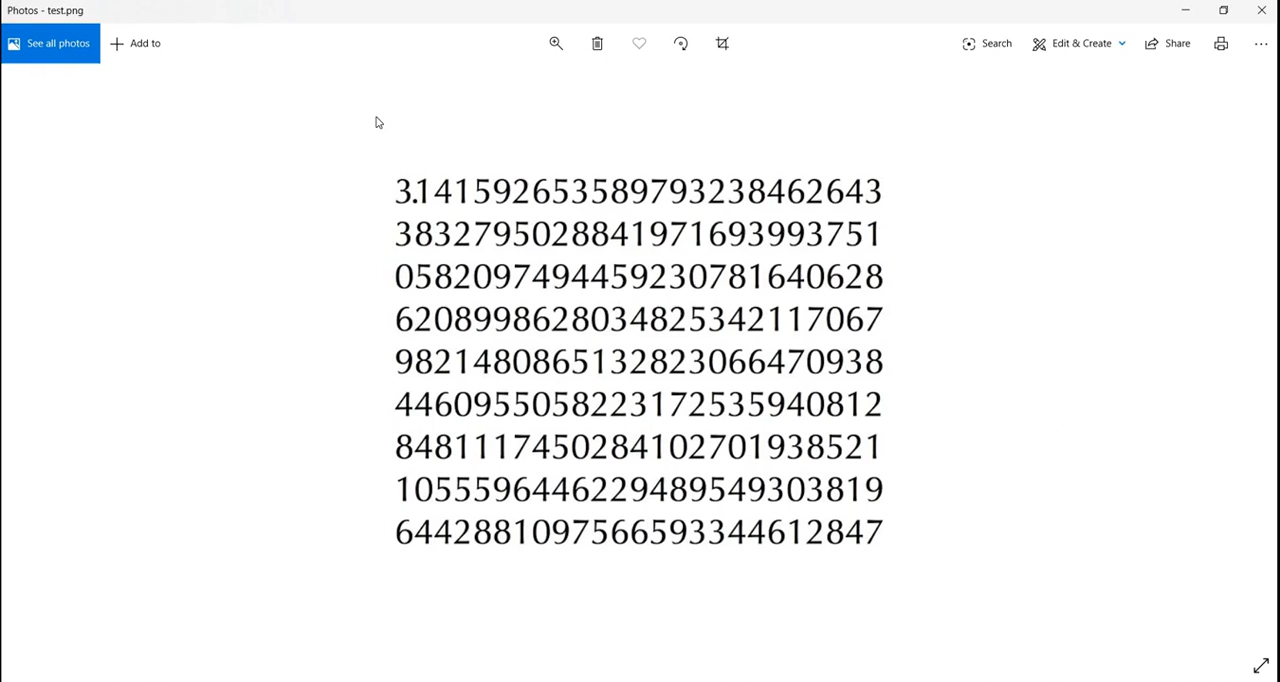 Photos - test.png
See all photos
Add to
Search
Edit & Create
Share
3.141592653589793238462643
3832795028841971693993751
0582097494459230781640628
6208998628034825342117067
9821480865132823066470938
4460955058223172535940812
8481117450284102701938521
1055596446229489549303819
6442881097566593344612847